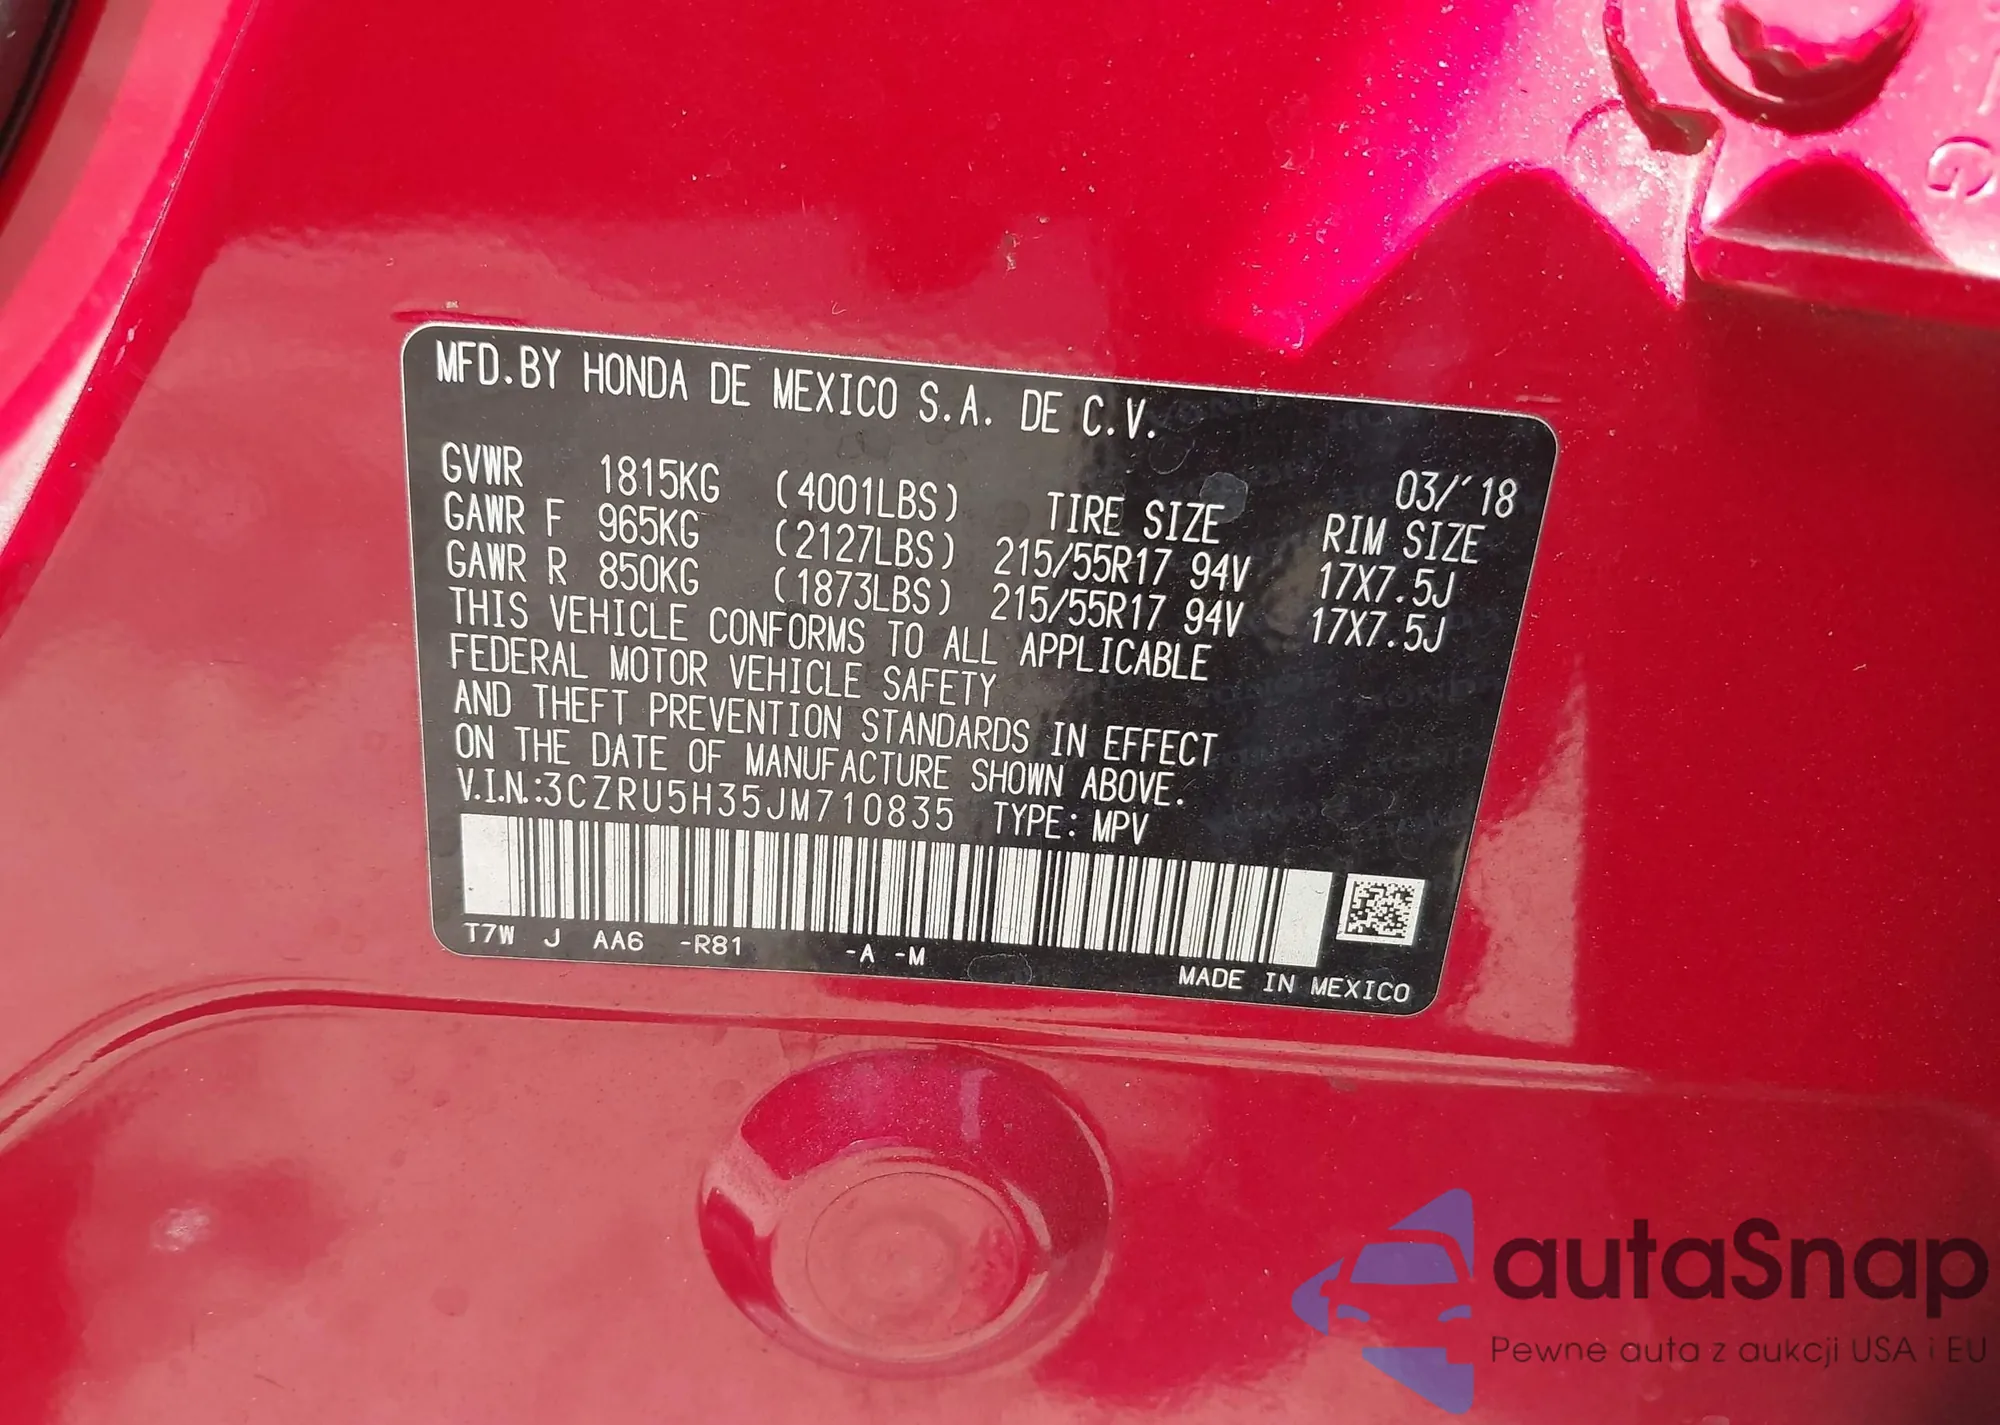 MFD.BY HONDA DE MEXICO S.A. DE C.V.
03/'18
GVWR 1815KG (4001LBS) TIRE SIZE RIM SIZE
GAWR F 965KG (2127LBS) 215/55R17 94V 17X7.5J
GAWR R 850KG (1873LBS) 215/55R17 94V 17X7.5J
THIS VEHICLE CONFORMS TO ALL APPLICABLE
FEDERAL MOTOR VEHICLE SAFETY
AND THEFT PREVENTION STANDARDS IN EFFECT
ON THE DATE OF MANUFACTURE SHOWN ABOVE.
V.I.N.:3CZRU5H35JM710835 TYPE: MPV
T7W J AA6 -R81 -A -M
MADE IN MEXICO
G
autaSnap
Pewne auta z aukcji USA i EU